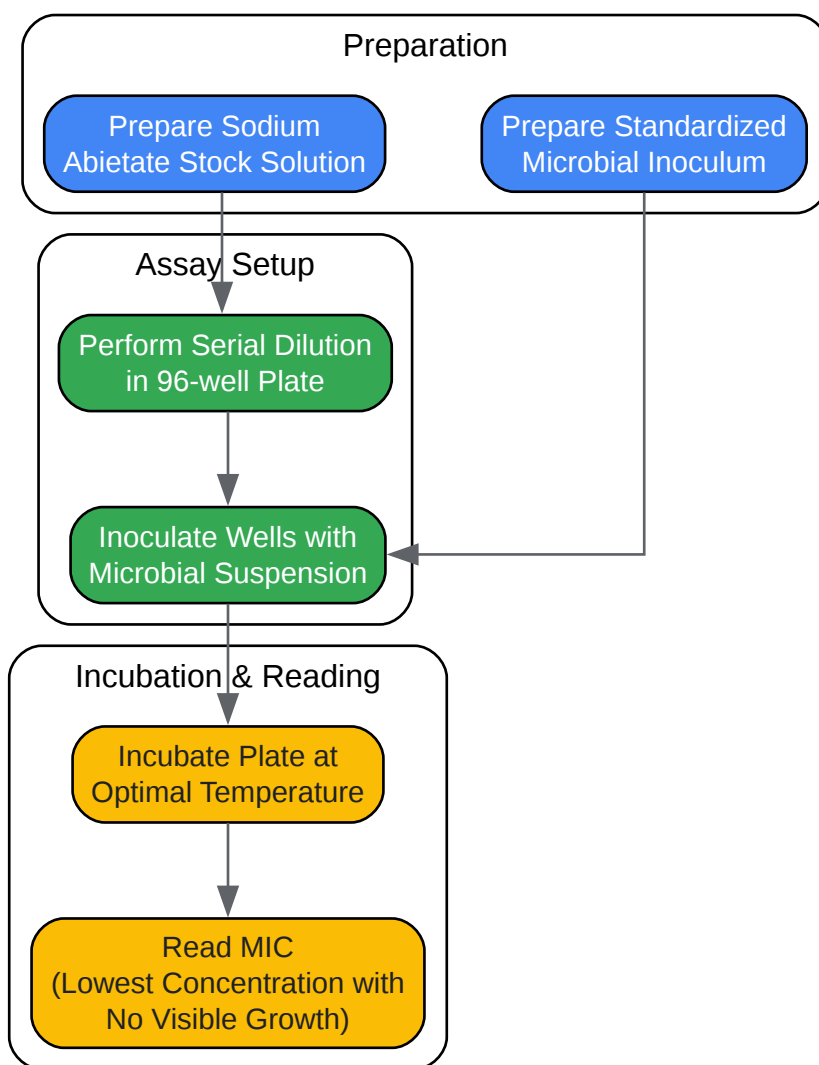 Preparation
Prepare Sodium
Abietate Stock Solution
Prepare Standardized
Microbial Inoculum
Assay Setup
Perform Serial Dilution
in 96-well Plate
Inoculate Wells with
Microbial Suspension
Incubation & Reading
Incubate Plate at
Optimal Temperature
Read MIC
(Lowest Concentration with
No Visible Growth)